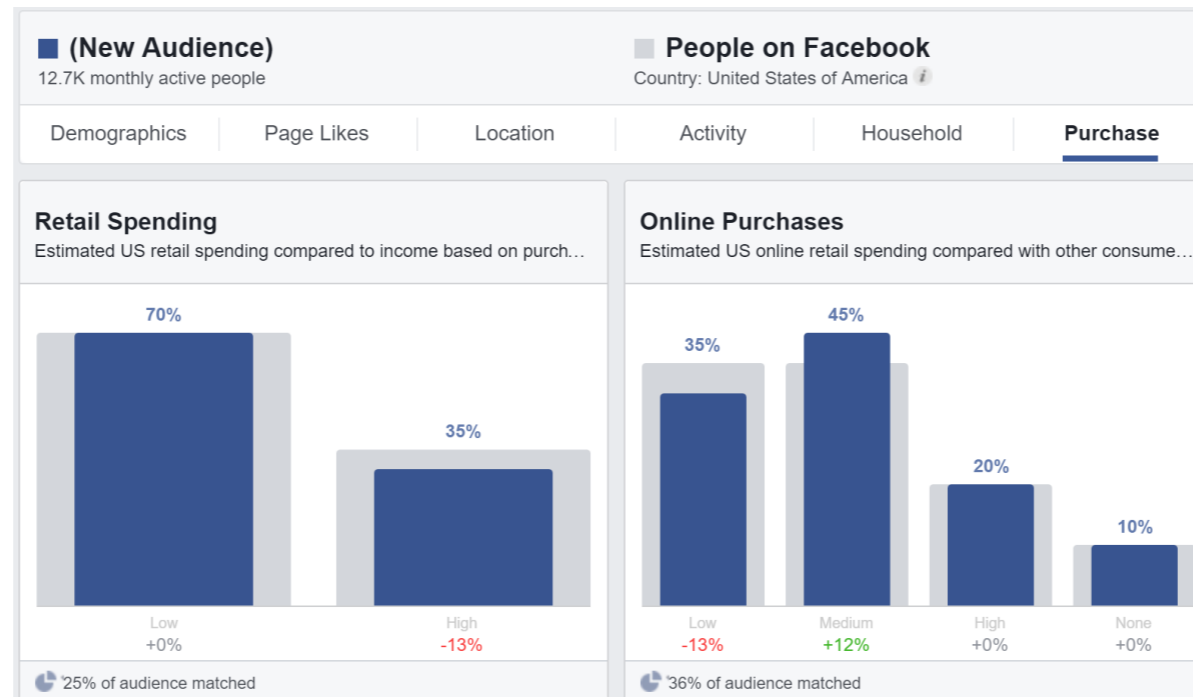 (New Audience)
12.7K monthly active people
People on Facebook
Country: United States of America i
Demographics
Page Likes
Location
Activity
Household
Purchase
Retail Spending
Estimated US retail spending compared to income based on purch…
70%
35%
Low
High
+0%
-13%
25% of audience matched
Online Purchases
Estimated US online retail spending compared with other consume…
35%
45%
20%
10%
Low
Medium
High
None
-13%
+12%
+0%
+0%
36% of audience matched